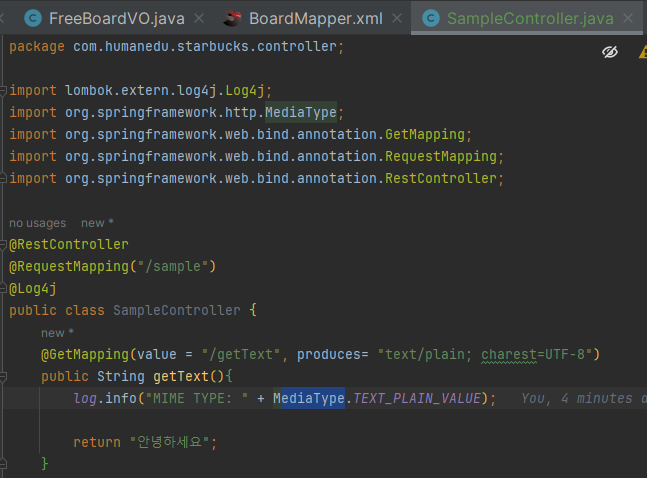 FreeBoardVO.java × BoardMapper.xml × SampleController.java ×
package com.humanedu.starbucks.controller;
import lombok.extern.log4j.Log4j;
import org.springframework.http.MediaType;
import org.springframework.web.bind.annotation.GetMapping;
import org.springframework.web.bind.annotation.RequestMapping;
import org.springframework.web.bind.annotation.RestController;
no usages new *
@RestController
@RequestMapping("/sample")
@Log4j
public class SampleController {
new *
@GetMapping(value = "/getText", produces= "text/plain; charest=UTF-8")
public String getText(){
log.info("MIME TYPE: " + MediaType.TEXT_PLAIN_VALUE); You, 4 minutes
return "안녕하세요";
}